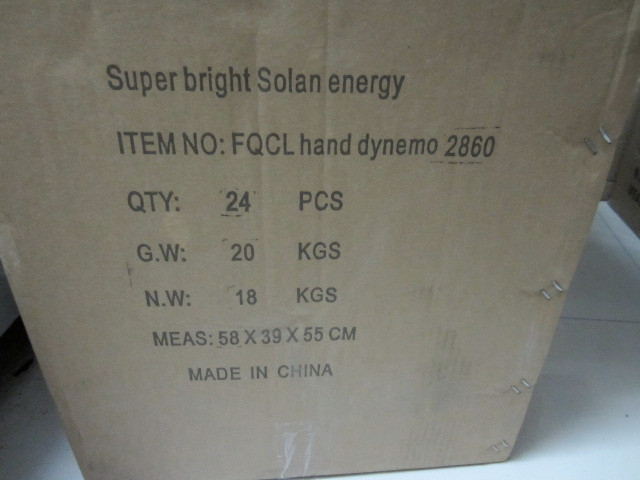 Super bright Solan energy
ITEM NO: FQCL hand dynemo 2860
QTY: 24 PCS
G.W: 20 KGS
N.W: 18 KGS
MEAS: 58 X 39 X 55 CM
MADE IN CHINA